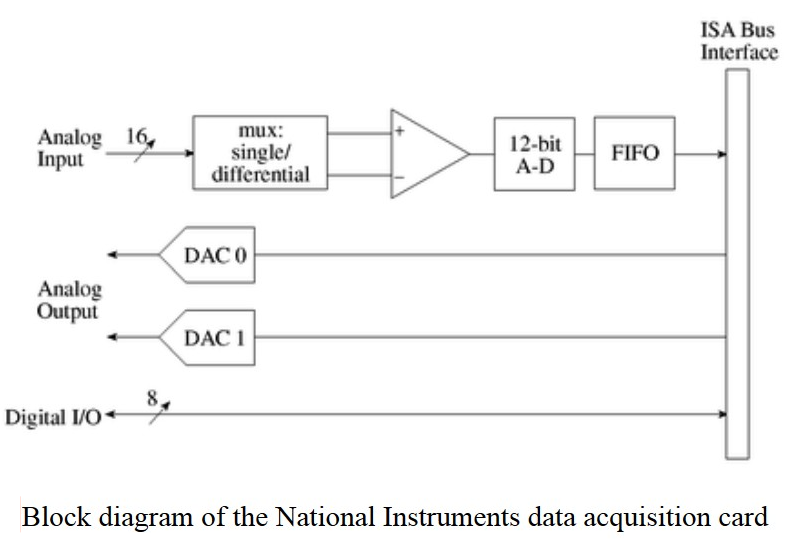 ISA Bus
Interface
Analog
Input
16
mux:
single/
differential
+
−
12-bit
A-D
FIFO
DAC 0
Analog
Output
DAC 1
8
Digital I/O
Block diagram of the National Instruments data acquisition card